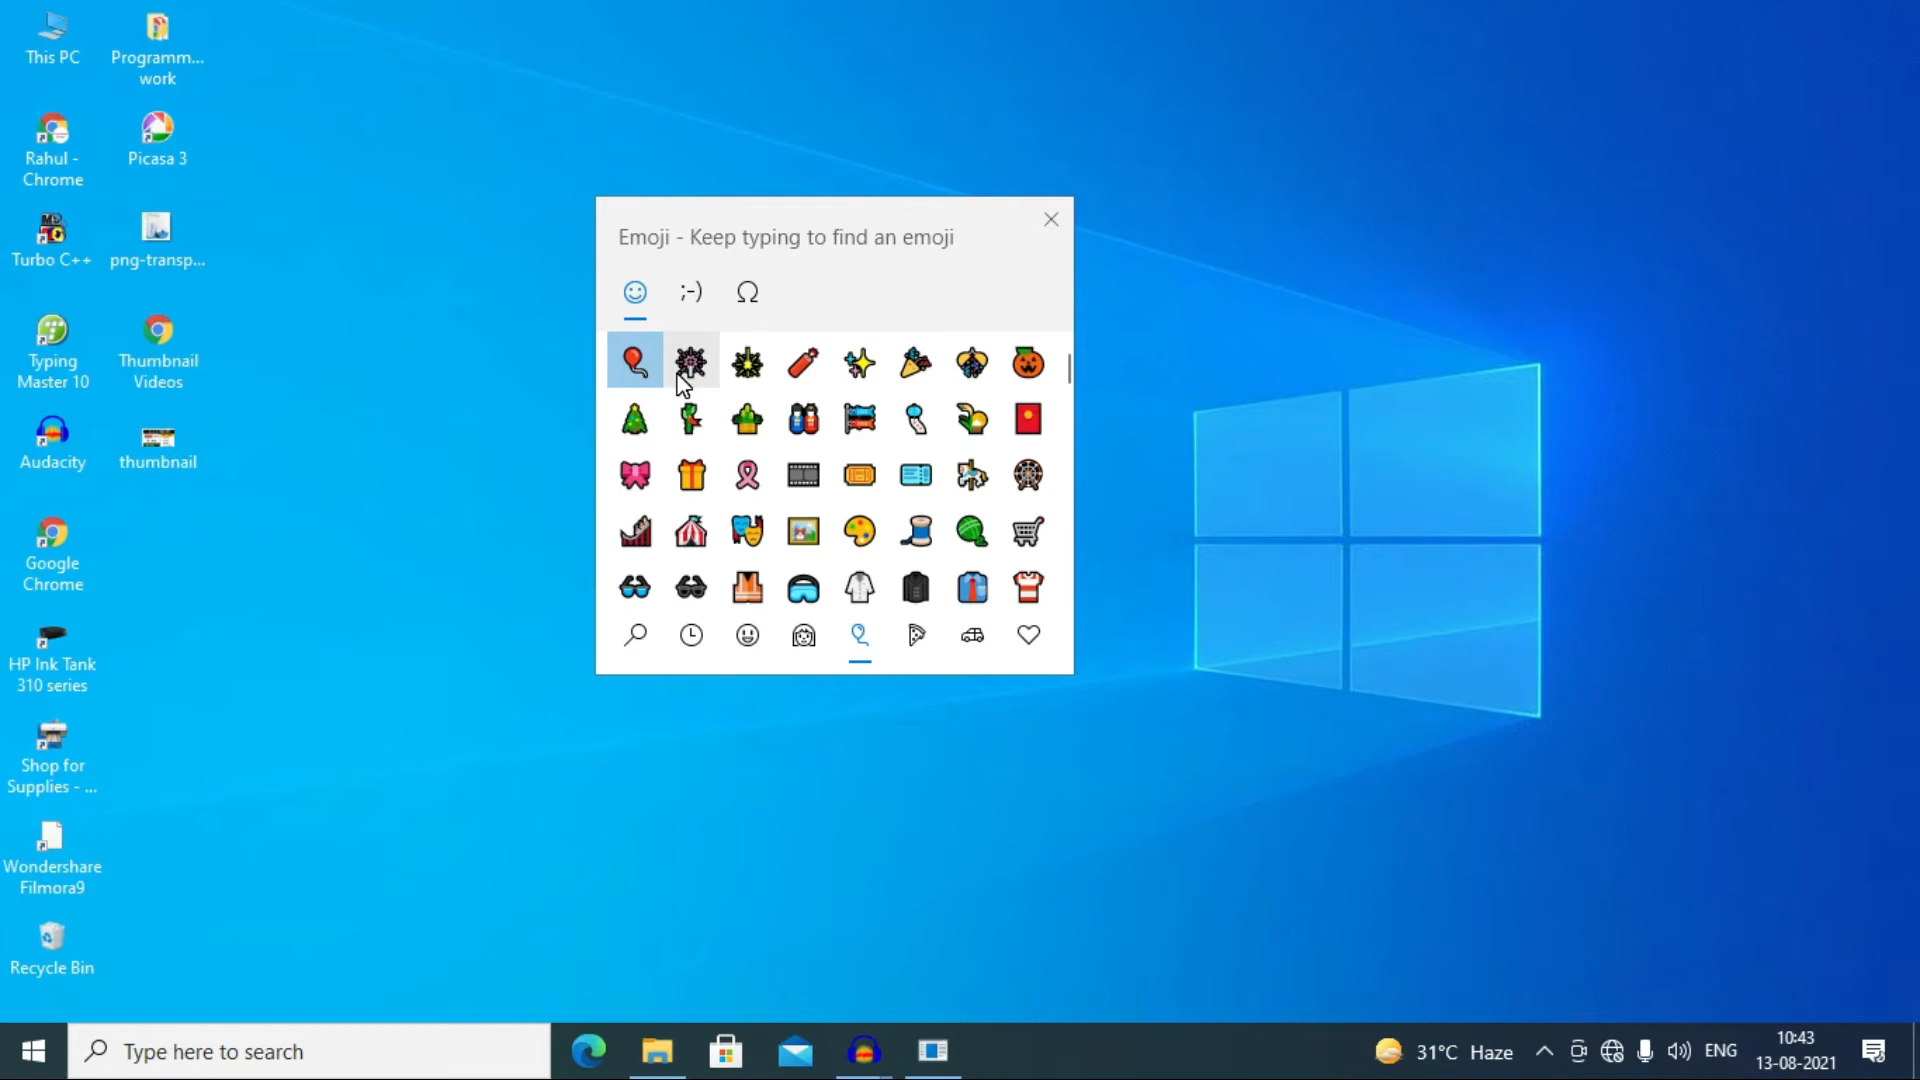 This PC
Programm...
work
Rahul -
Chrome
Picasa 3
Turbo C++
png-transp...
Typing
Master 10
Thumbnail
Videos
Audacity
thumbnail
Google
Chrome
HP Ink Tank
310 series
Shop for
Supplies - ...
Wondershare
Filmora9
Recycle Bin
Emoji - Keep typing to find an emoji
;-)
Ω
Type here to search
31°C Haze
ENG
10:43
13-08-2021